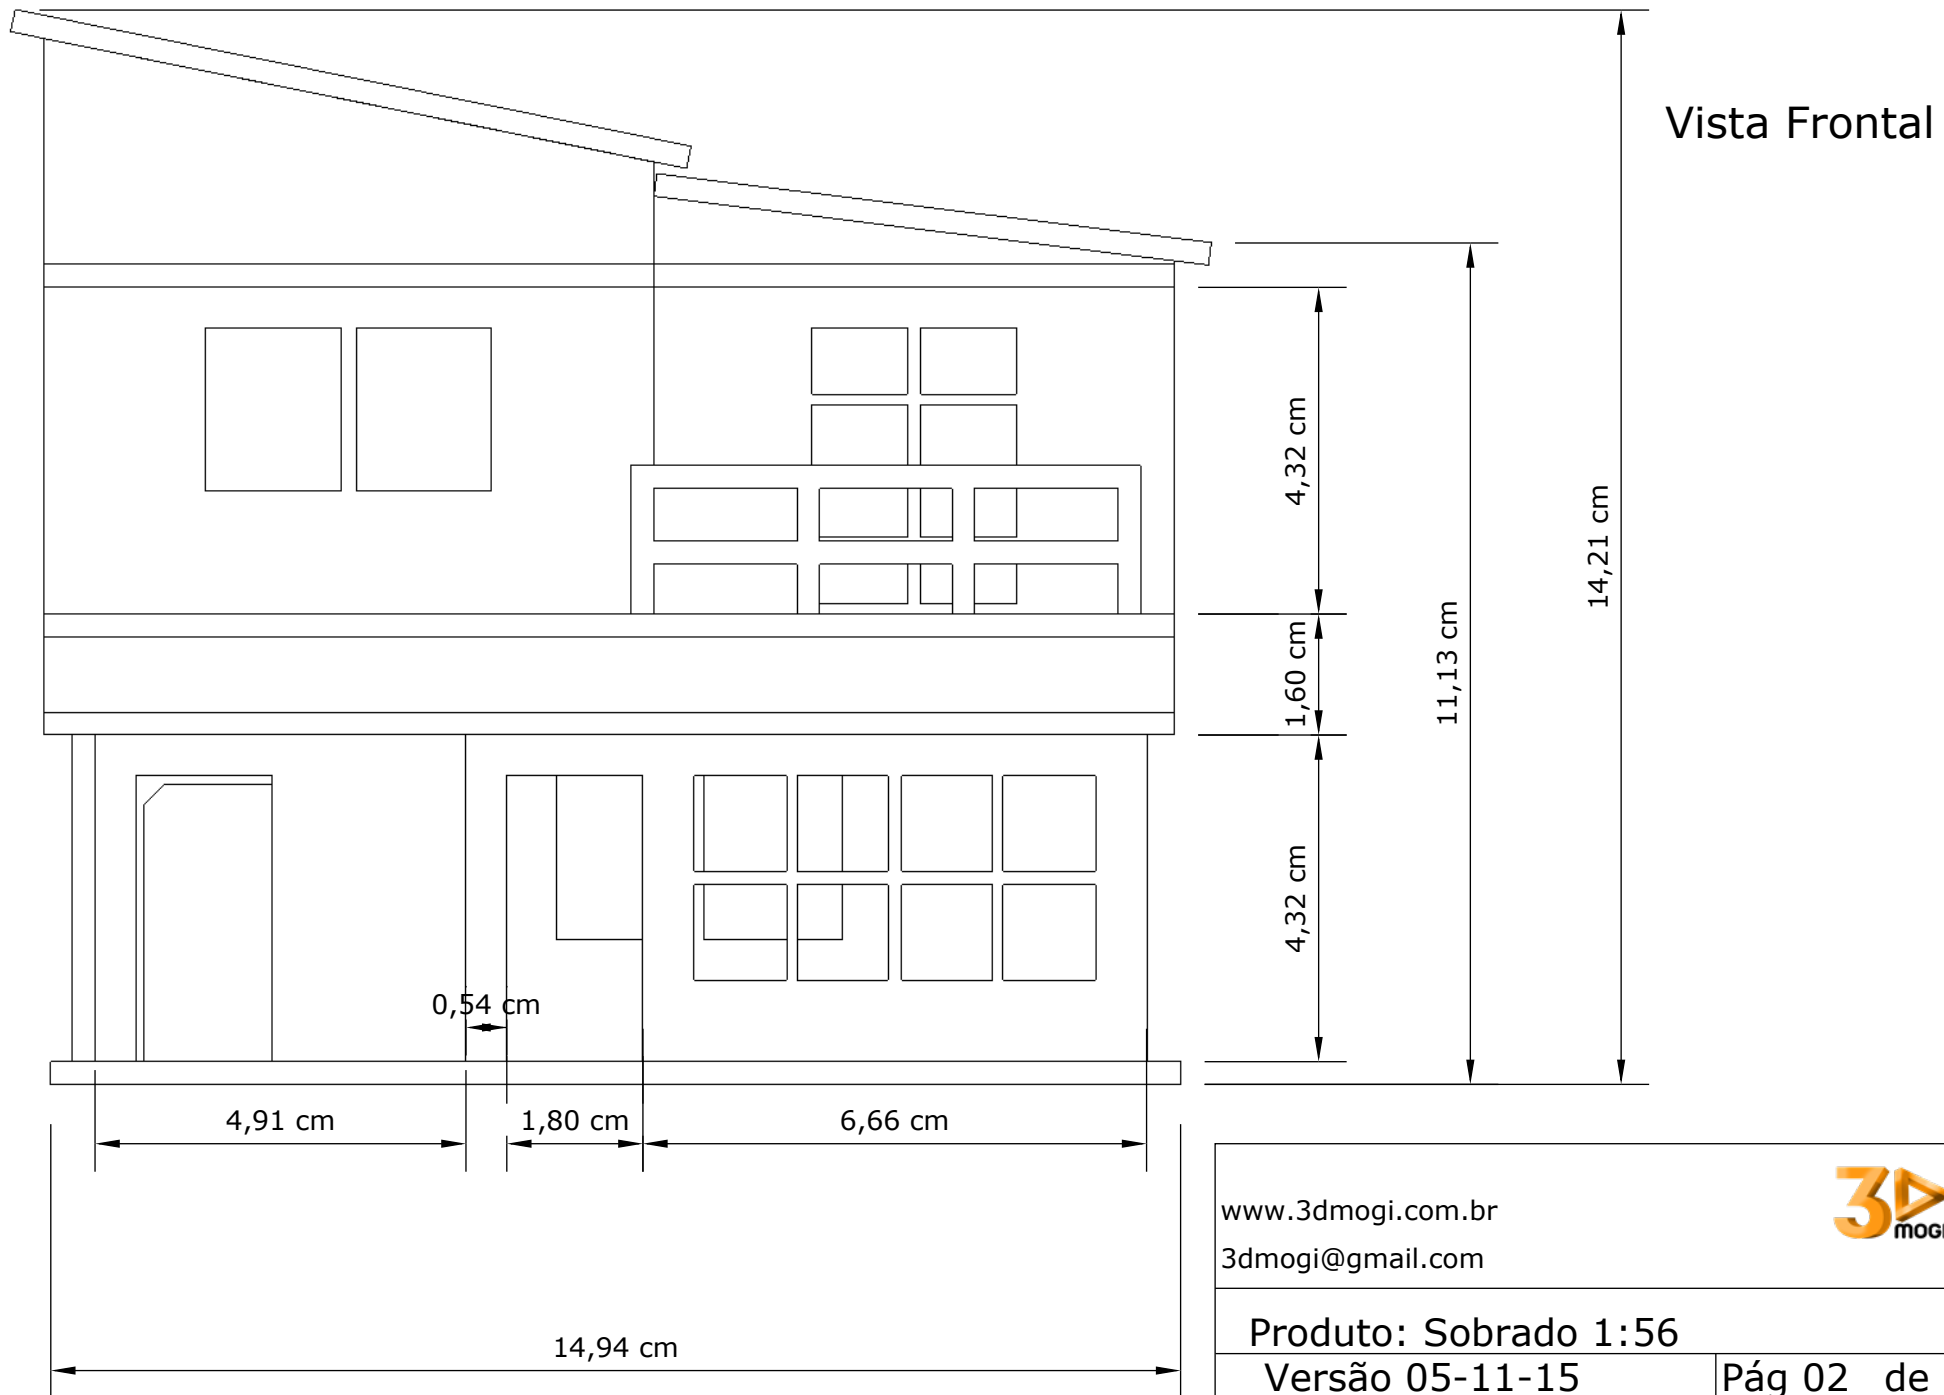 Vista Frontal
4,32 cm
14,21 cm
11,13 cm
1,60 cm
4,32 cm
0,54 cm
4,91 cm
1,80 cm
6,66 cm
14,94 cm
www.3dmogi.com.br
3D
MOGI
3dmogi@gmail.com
Produto: Sobrado 1:56
Versão 05-11-15
Pág 02 de